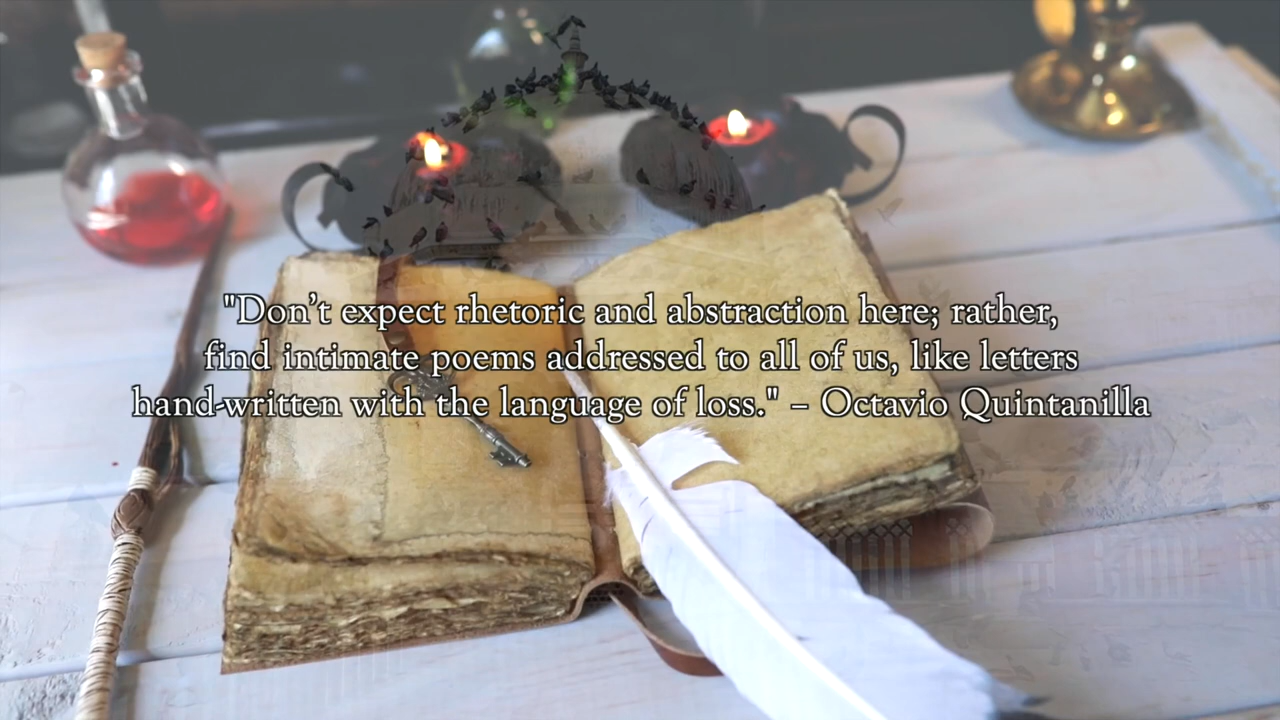 "Don’t expect rhetoric and abstraction here; rather,
find intimate poems addressed to all of us, like letters
hand-written with the language of loss." – Octavio Quintanilla